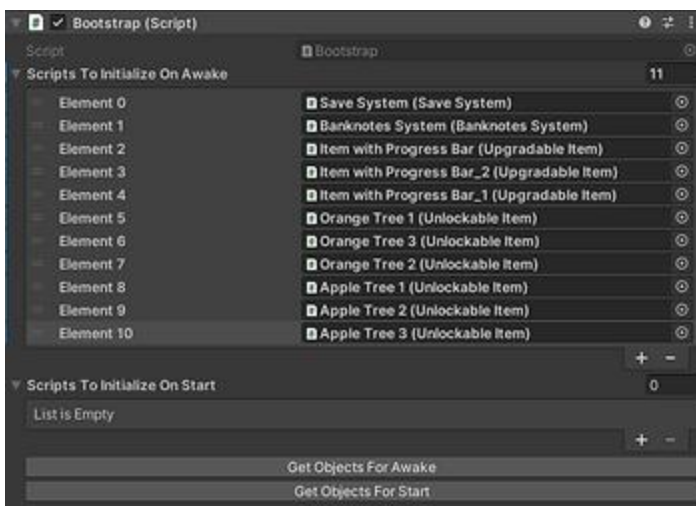 Bootstrap (Script)
Script Bootstrap
Scripts To Initialize On Awake 11
Element 0 Save System (Save System)
Element 1 Banknotes System (Banknotes System)
Element 2 Item with Progress Bar (Upgradable Item)
Element 3 Item with Progress Bar_2 (Upgradable Item)
Element 4 Item with Progress Bar_1 (Upgradable Item)
Element 5 Orange Tree 1 (Unlockable Item)
Element 6 Orange Tree 3 (Unlockable Item)
Element 7 Orange Tree 2 (Unlockable Item)
Element 8 Apple Tree 1 (Unlockable Item)
Element 9 Apple Tree 2 (Unlockable Item)
Element 10 Apple Tree 3 (Unlockable Item)
Scripts To Initialize On Start 0
List is Empty
Get Objects For Awake
Get Objects For Start